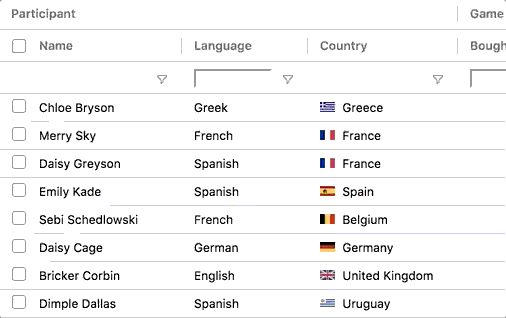 Participant Game
Name Language Country Bough
Chloe Bryson Greek Greece
Merry Sky French France
Daisy Greyson Spanish France
Emily Kade Spanish Spain
Sebi Schedlowski French Belgium
Daisy Cage German Germany
Bricker Corbin English United Kingdom
Dimple Dallas Spanish Uruguay